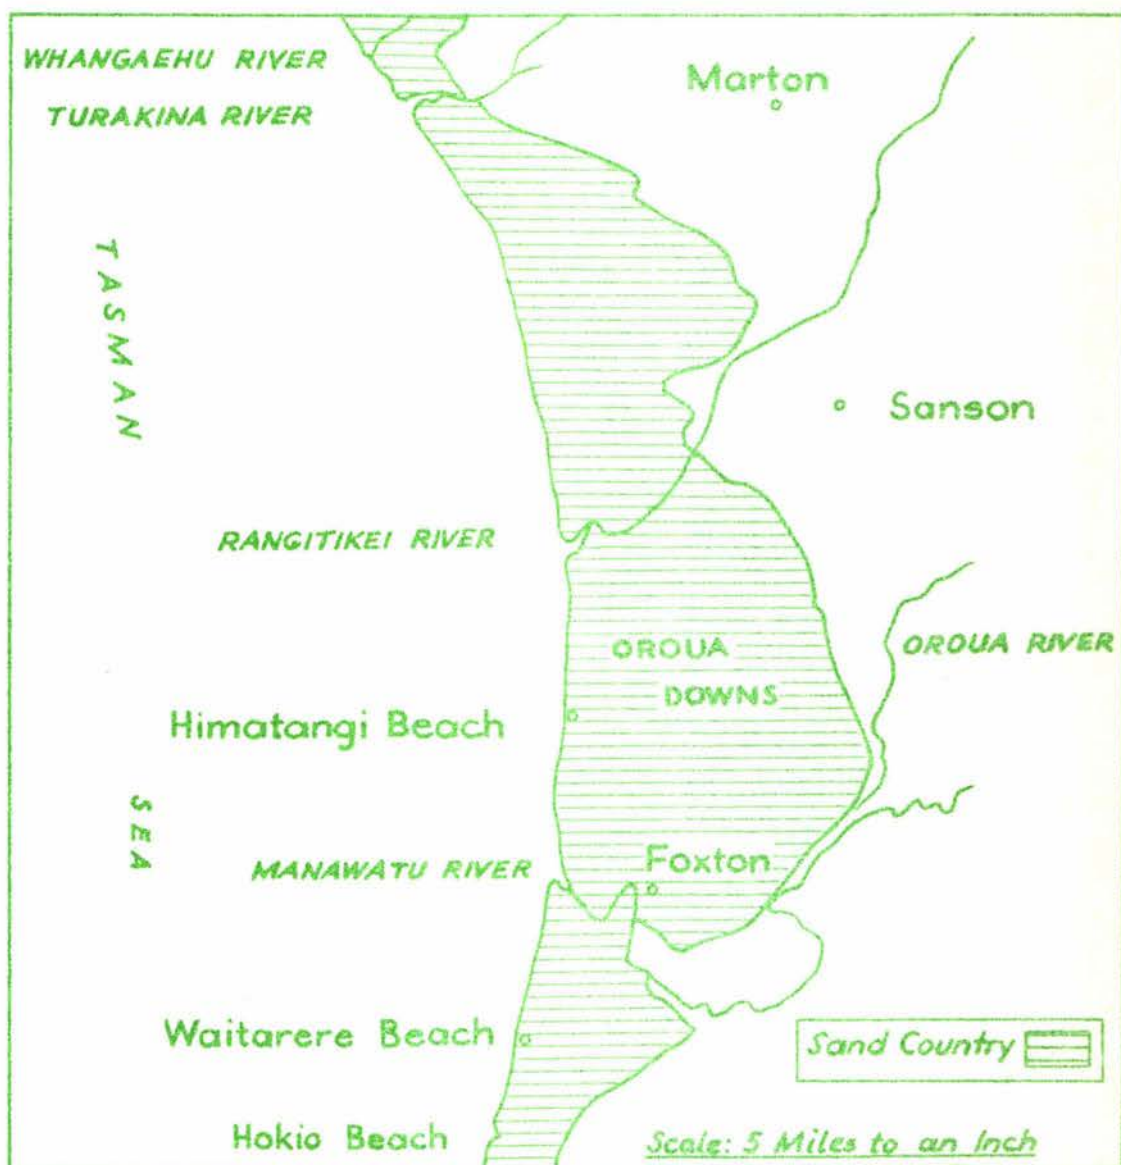 WHANGAEHU RIVER
Marton
TURAKINA RIVER
TASMAN
Sanson
RANGITIKEI RIVER
OROUA
DOWNS
OROUA RIVER
Himatangi Beach
SEA
MANAWATU RIVER
Foxton
Waitarere Beach
Sand Country
Hokio Beach
Scale: 5 Miles to an Inch